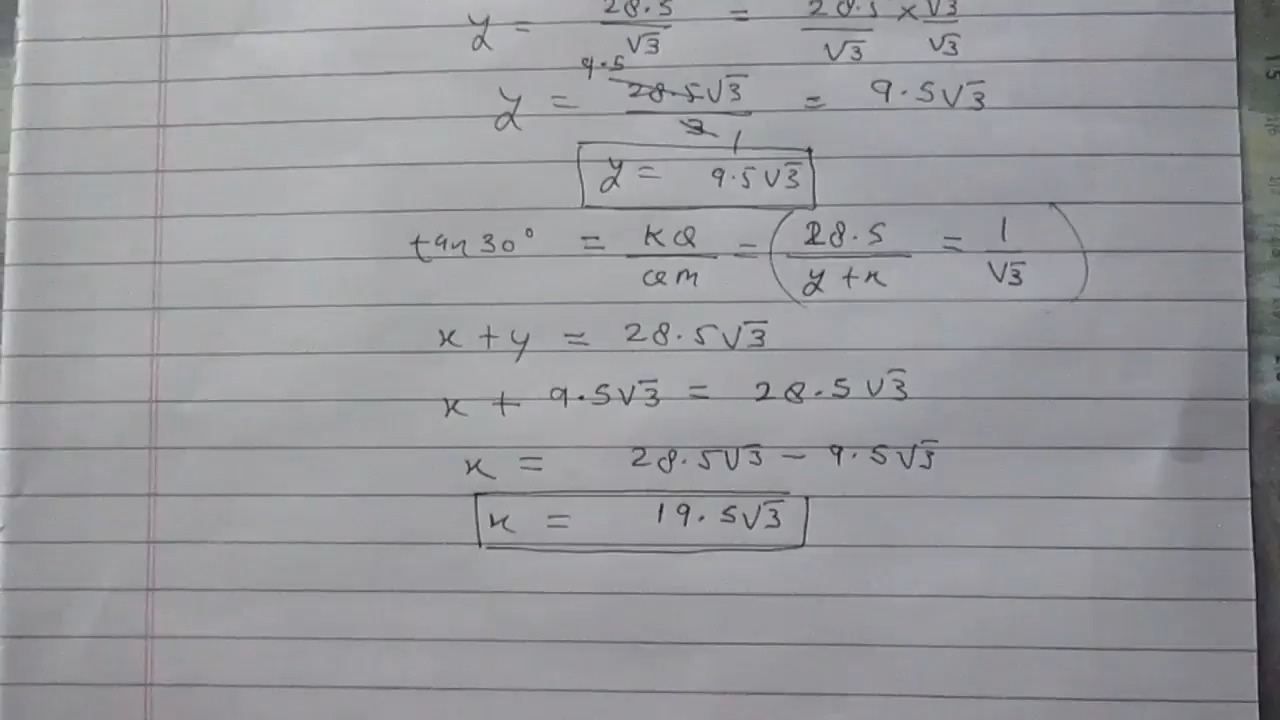 y = 28.5/√3 = 28.5/√3 × √3/√3
y = 9.5 28.5√3/3 1 = 9.5√3
y = 9.5√3
tan 30° = KQ/QM = (28.5/y+x = 1/√3)
x + y = 28.5√3
x + 9.5√3 = 28.5√3
x = 28.5√3 - 9.5√3
x = 19.5√3